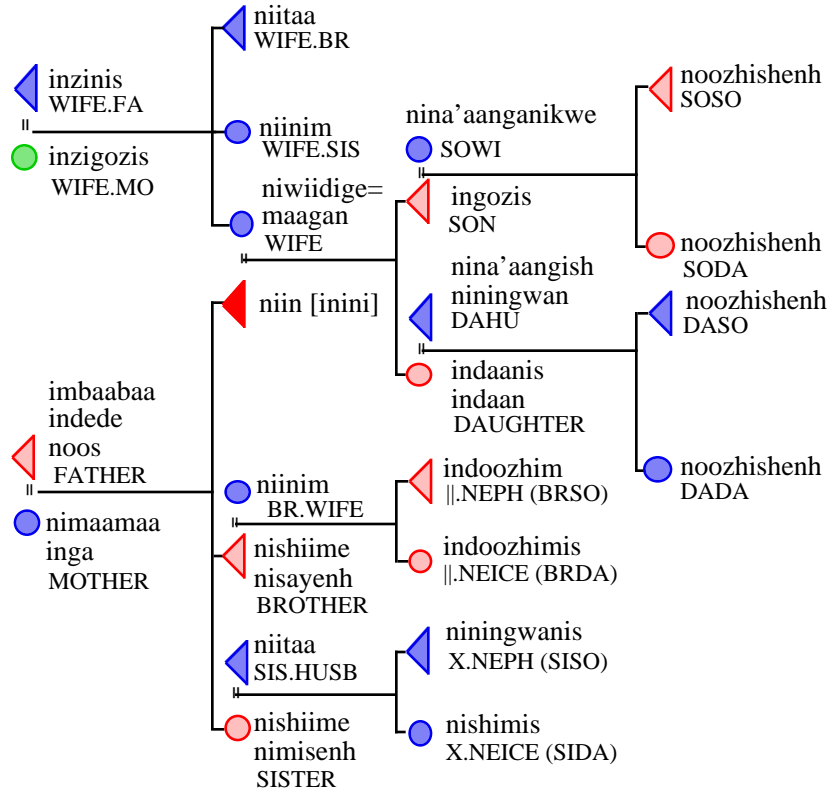 niitaa
WIFE.BR
inzinis
WIFE.FA
inzigozis
WIFE.MO
niinim
WIFE.SIS
niwiidige=
maagan
WIFE
nina’aanganikwe
SOWI
ingozis
SON
noozhishenh
SOSO
noozhishenh
SODA
nina’aangish
niningwan
DAHU
noozhishenh
DASO
niin [inini]
indaanis
indaan
DAUGHTER
noozhishenh
DADA
imbaabaa
indede
noos
FATHER
nimaamaa
inga
MOTHER
niinim
BR.WIFE
indoozhim
||.NEPH (BRSO)
nishiime
nisayenh
BROTHER
indoozhimis
||.NEICE (BRDA)
niitaa
SIS.HUSB
niningwanis
X.NEPH (SISO)
nishiime
nimisenh
SISTER
nishimis
X.NEICE (SIDA)